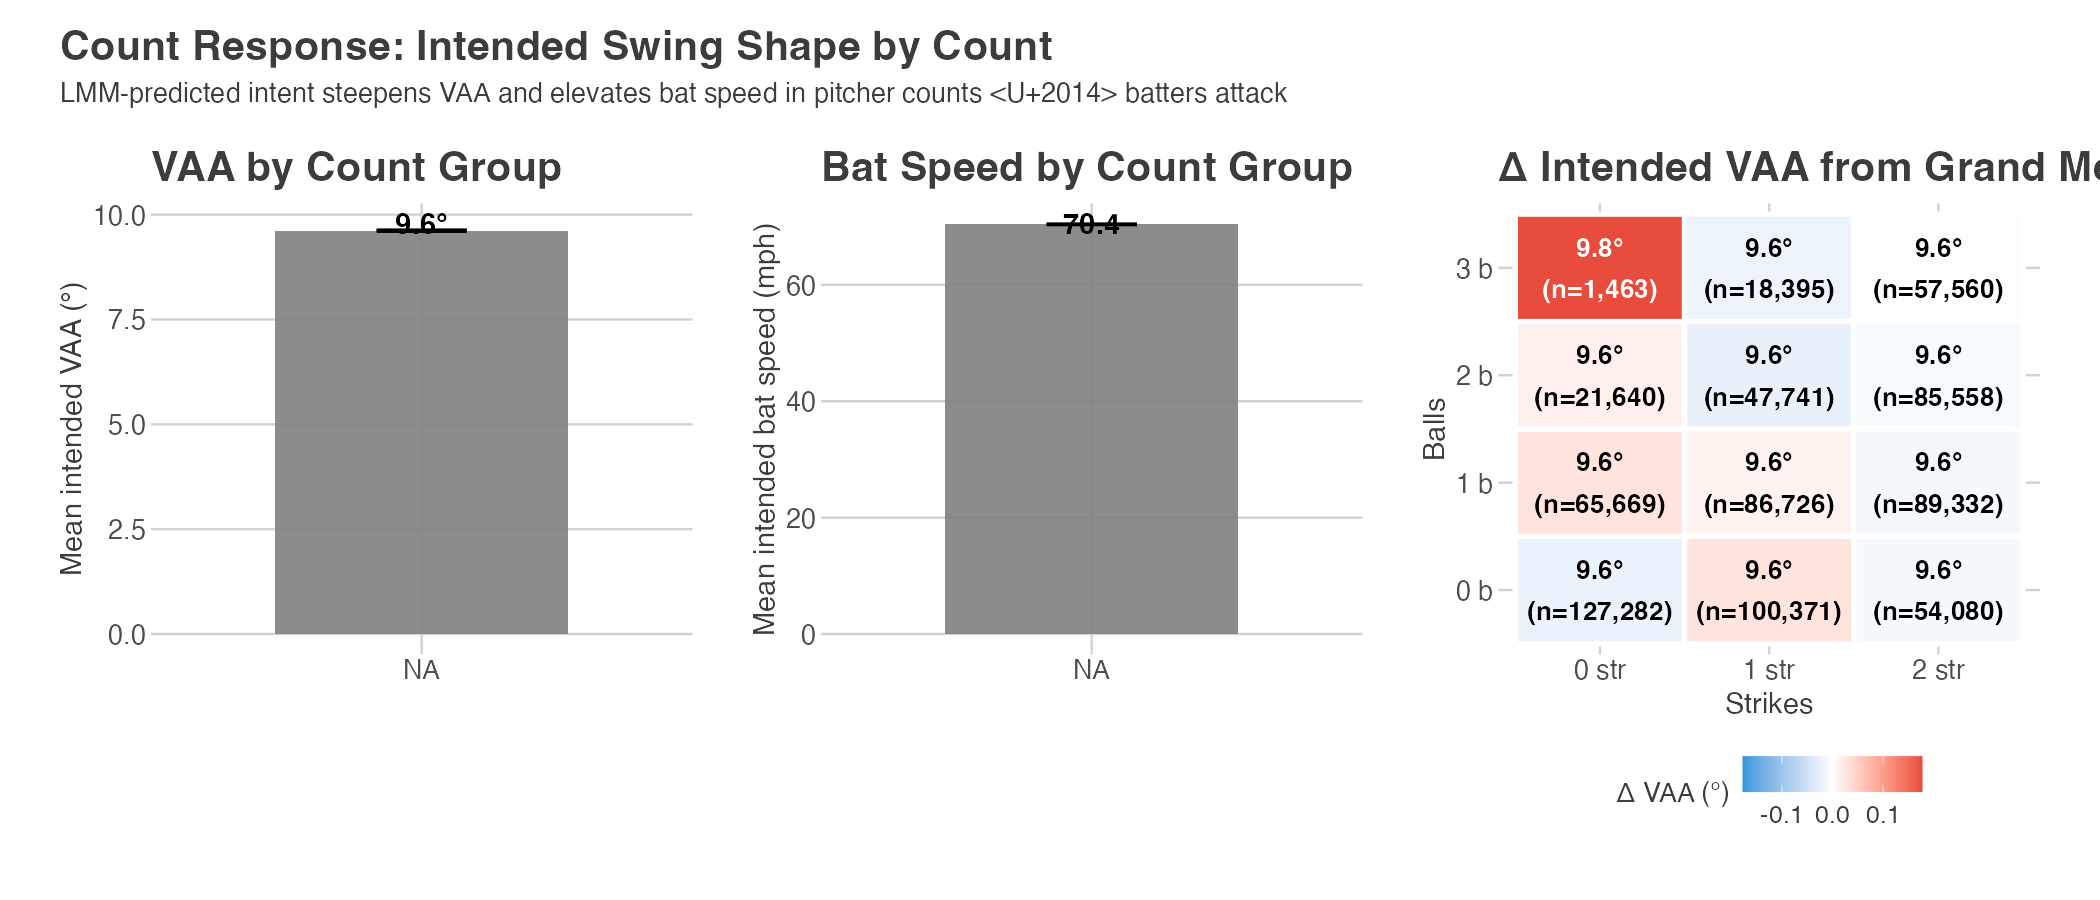 Count Response: Intended Swing Shape by Count
LMM-predicted intent steepens VAA and elevates bat speed in pitcher counts <U+2014> batters attack
VAA by Count Group
Mean intended VAA (°)
10.0
7.5
5.0
2.5
0.0
9.6°
NA
Bat Speed by Count Group
Mean intended bat speed (mph)
60
40
20
0
70.4
NA
Δ Intended VAA from Grand Me
Balls
3 b
9.8°
(n=1,463)
9.6°
(n=18,395)
9.6°
(n=57,560)
2 b
9.6°
(n=21,640)
9.6°
(n=47,741)
9.6°
(n=85,558)
1 b
9.6°
(n=65,669)
9.6°
(n=86,726)
9.6°
(n=89,332)
0 b
9.6°
(n=127,282)
9.6°
(n=100,371)
9.6°
(n=54,080)
0 str
1 str
2 str
Strikes
Δ VAA (°)
-0.1 0.0 0.1